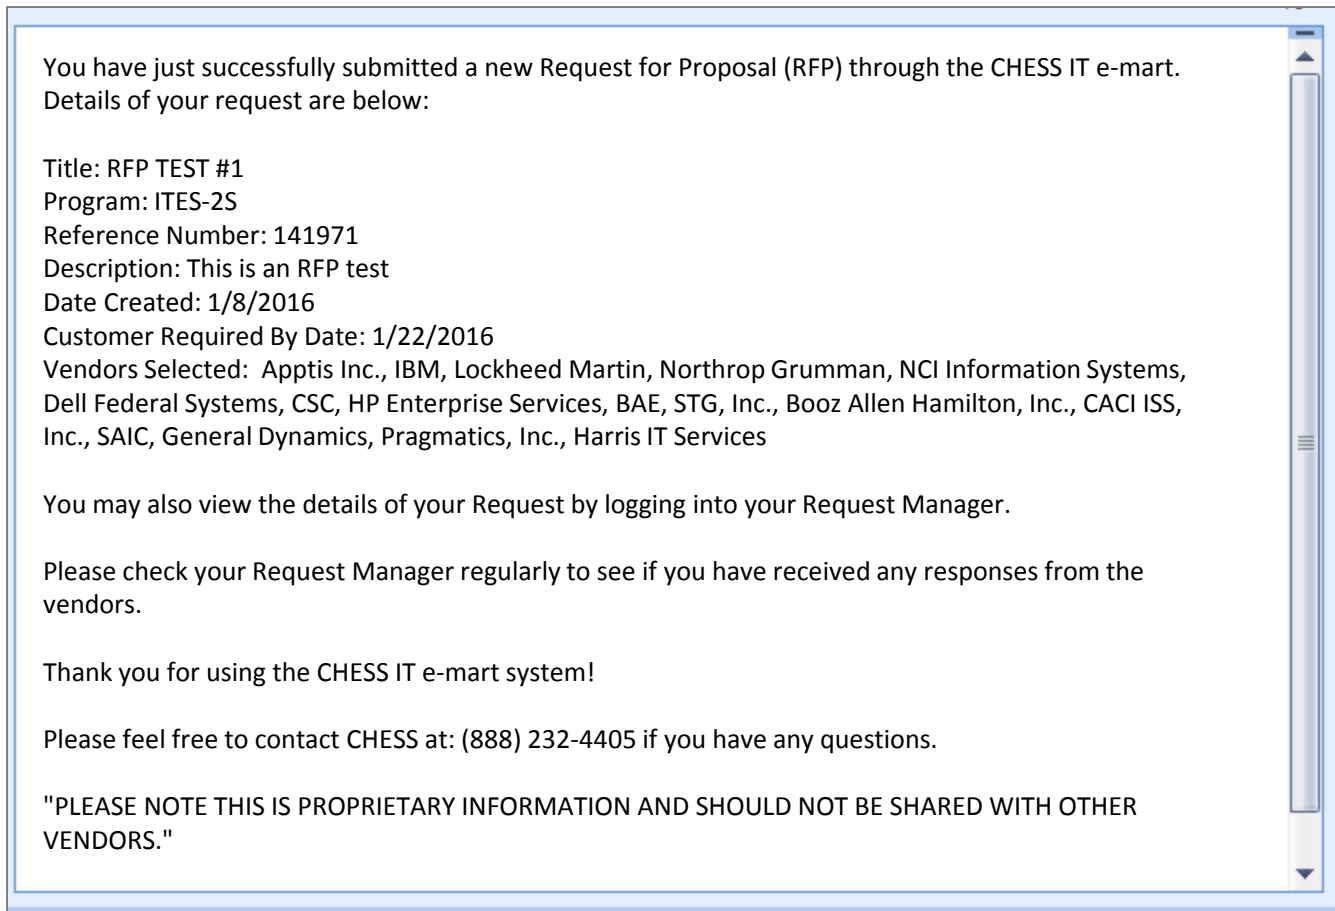 You have just successfully submitted a new Request for Proposal (RFP) through the CHESS IT e-mart.
Details of your request are below:
Title: RFP TEST #1
Program: ITES-2S
Reference Number: 141971
Description: This is an RFP test
Date Created: 1/8/2016
Customer Required By Date: 1/22/2016
Vendors Selected:  Apptis Inc., IBM, Lockheed Martin, Northrop Grumman, NCI Information Systems,
Dell Federal Systems, CSC, HP Enterprise Services, BAE, STG, Inc., Booz Allen Hamilton, Inc., CACI ISS,
Inc., SAIC, General Dynamics, Pragmatics, Inc., Harris IT Services
You may also view the details of your Request by logging into your Request Manager.
Please check your Request Manager regularly to see if you have received any responses from the
vendors.
Thank you for using the CHESS IT e-mart system!
Please feel free to contact CHESS at: (888) 232-4405 if you have any questions.
"PLEASE NOTE THIS IS PROPRIETARY INFORMATION AND SHOULD NOT BE SHARED WITH OTHER
VENDORS."